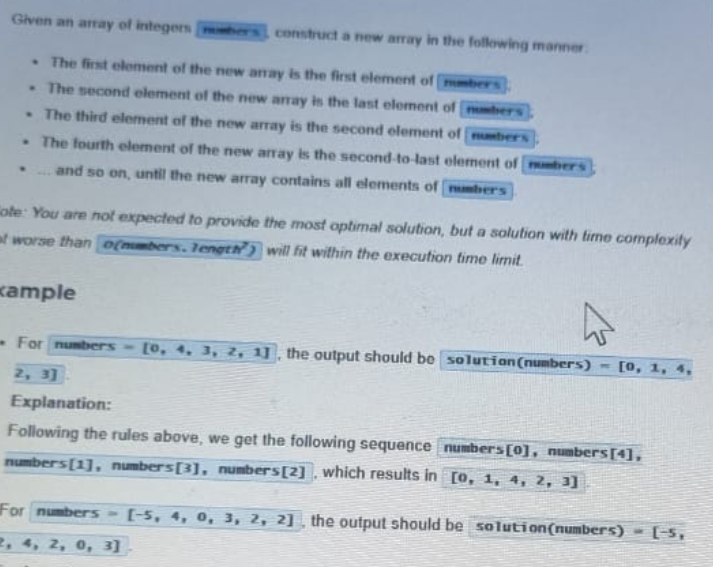 Given an array of integers numbers, construct a new array in the following manner:
• The first element of the new array is the first element of numbers;
• The second element of the new array is the last element of numbers;
• The third element of the new array is the second element of numbers;
• The fourth element of the new array is the second-to-last element of numbers;
• ... and so on, until the new array contains all elements of numbers
ote: You are not expected to provide the most optimal solution, but a solution with time complexity
ot worse than O(numbers.length²) will fit within the execution time limit.
xample
• For numbers = [0, 4, 3, 2, 1], the output should be solution(numbers) = [0, 1, 4,
2, 3].
Explanation:
Following the rules above, we get the following sequence numbers[0], numbers[4],
numbers[1], numbers[3], numbers[2], which results in [0, 1, 4, 2, 3].
For numbers = [-5, 4, 0, 3, 2, 2], the output should be solution(numbers) = [-5,
2, 4, 2, 0, 3].